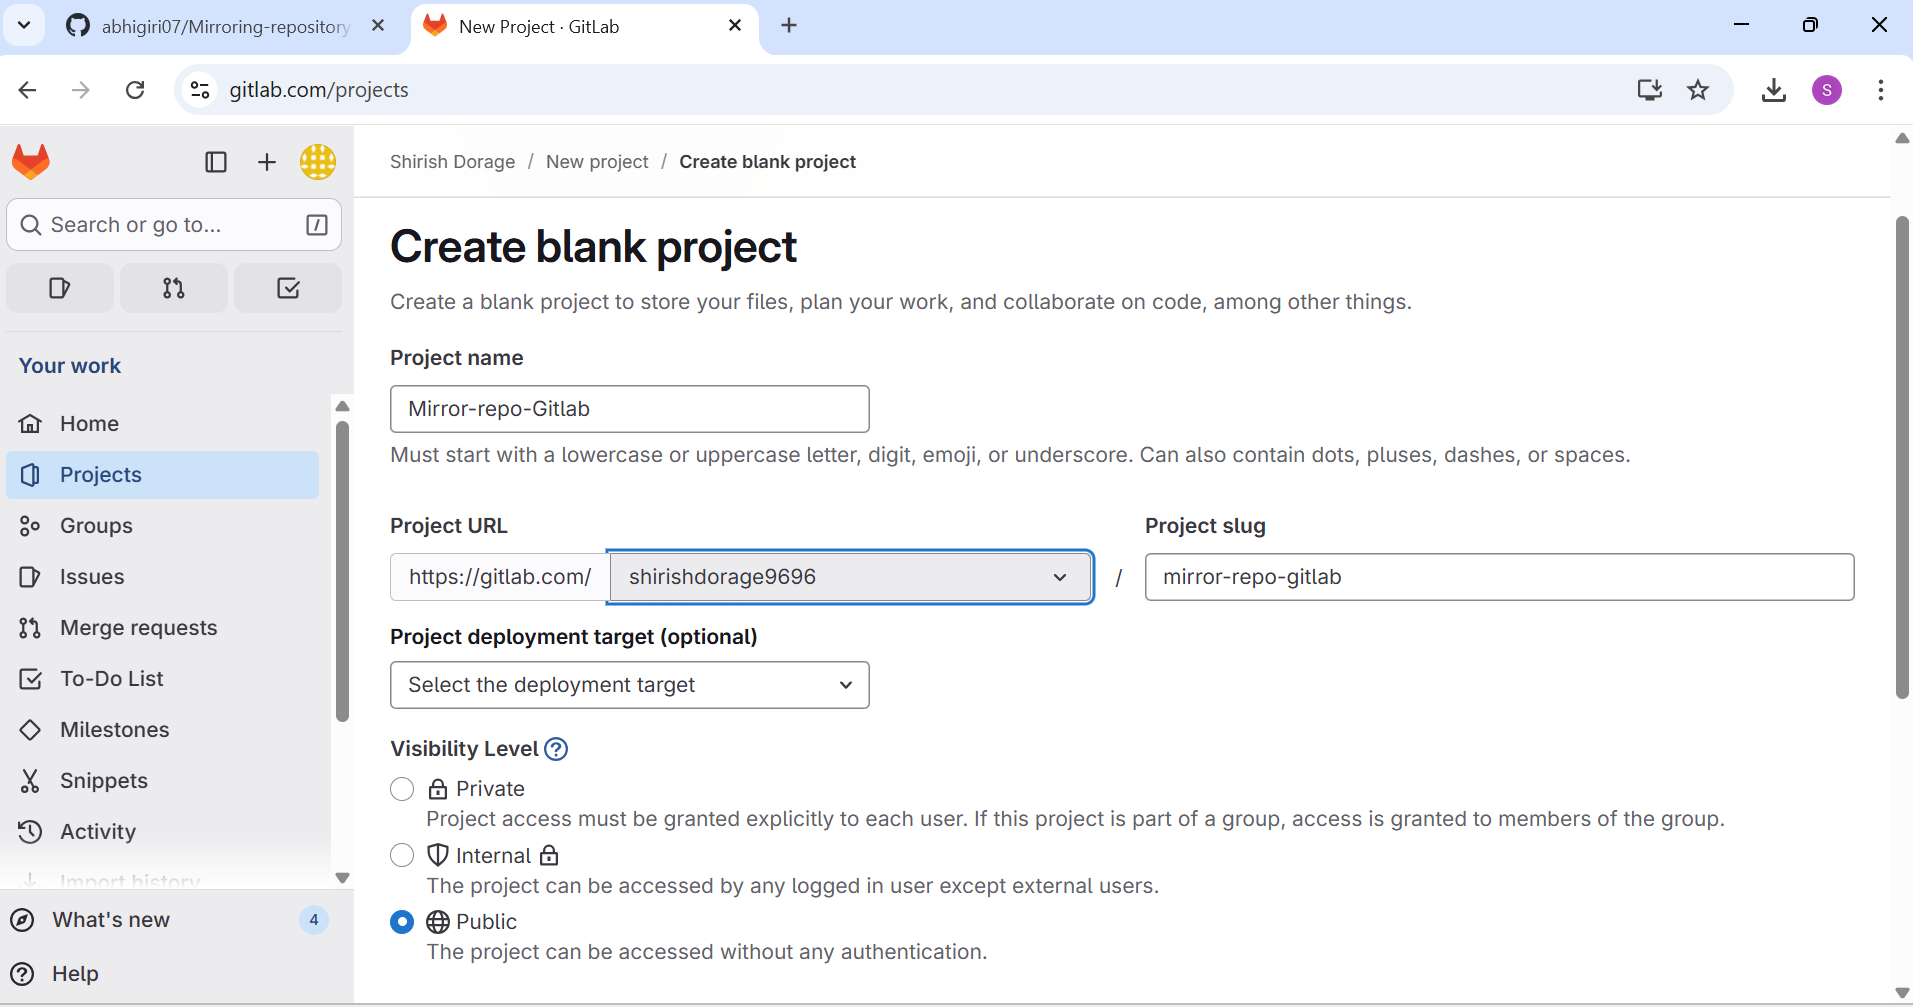 abhigiri07/Mirroring-repository
New Project · GitLab
gitlab.com/projects
S
Shirish Dorage / New project / Create blank project
Search or go to...
/
Your work
Home
Projects
Groups
Issues
Merge requests
To-Do List
Milestones
Snippets
Activity
Import history
What's new
4
Help
Create blank project
Create a blank project to store your files, plan your work, and collaborate on code, among other things.
Project name
Mirror-repo-Gitlab
Must start with a lowercase or uppercase letter, digit, emoji, or underscore. Can also contain dots, pluses, dashes, or spaces.
Project URL
Project slug
https://gitlab.com/ shirishdorage9696 / mirror-repo-gitlab
Project deployment target (optional)
Select the deployment target
Visibility Level ?
Private
Project access must be granted explicitly to each user. If this project is part of a group, access is granted to members of the group.
Internal
The project can be accessed by any logged in user except external users.
Public
The project can be accessed without any authentication.